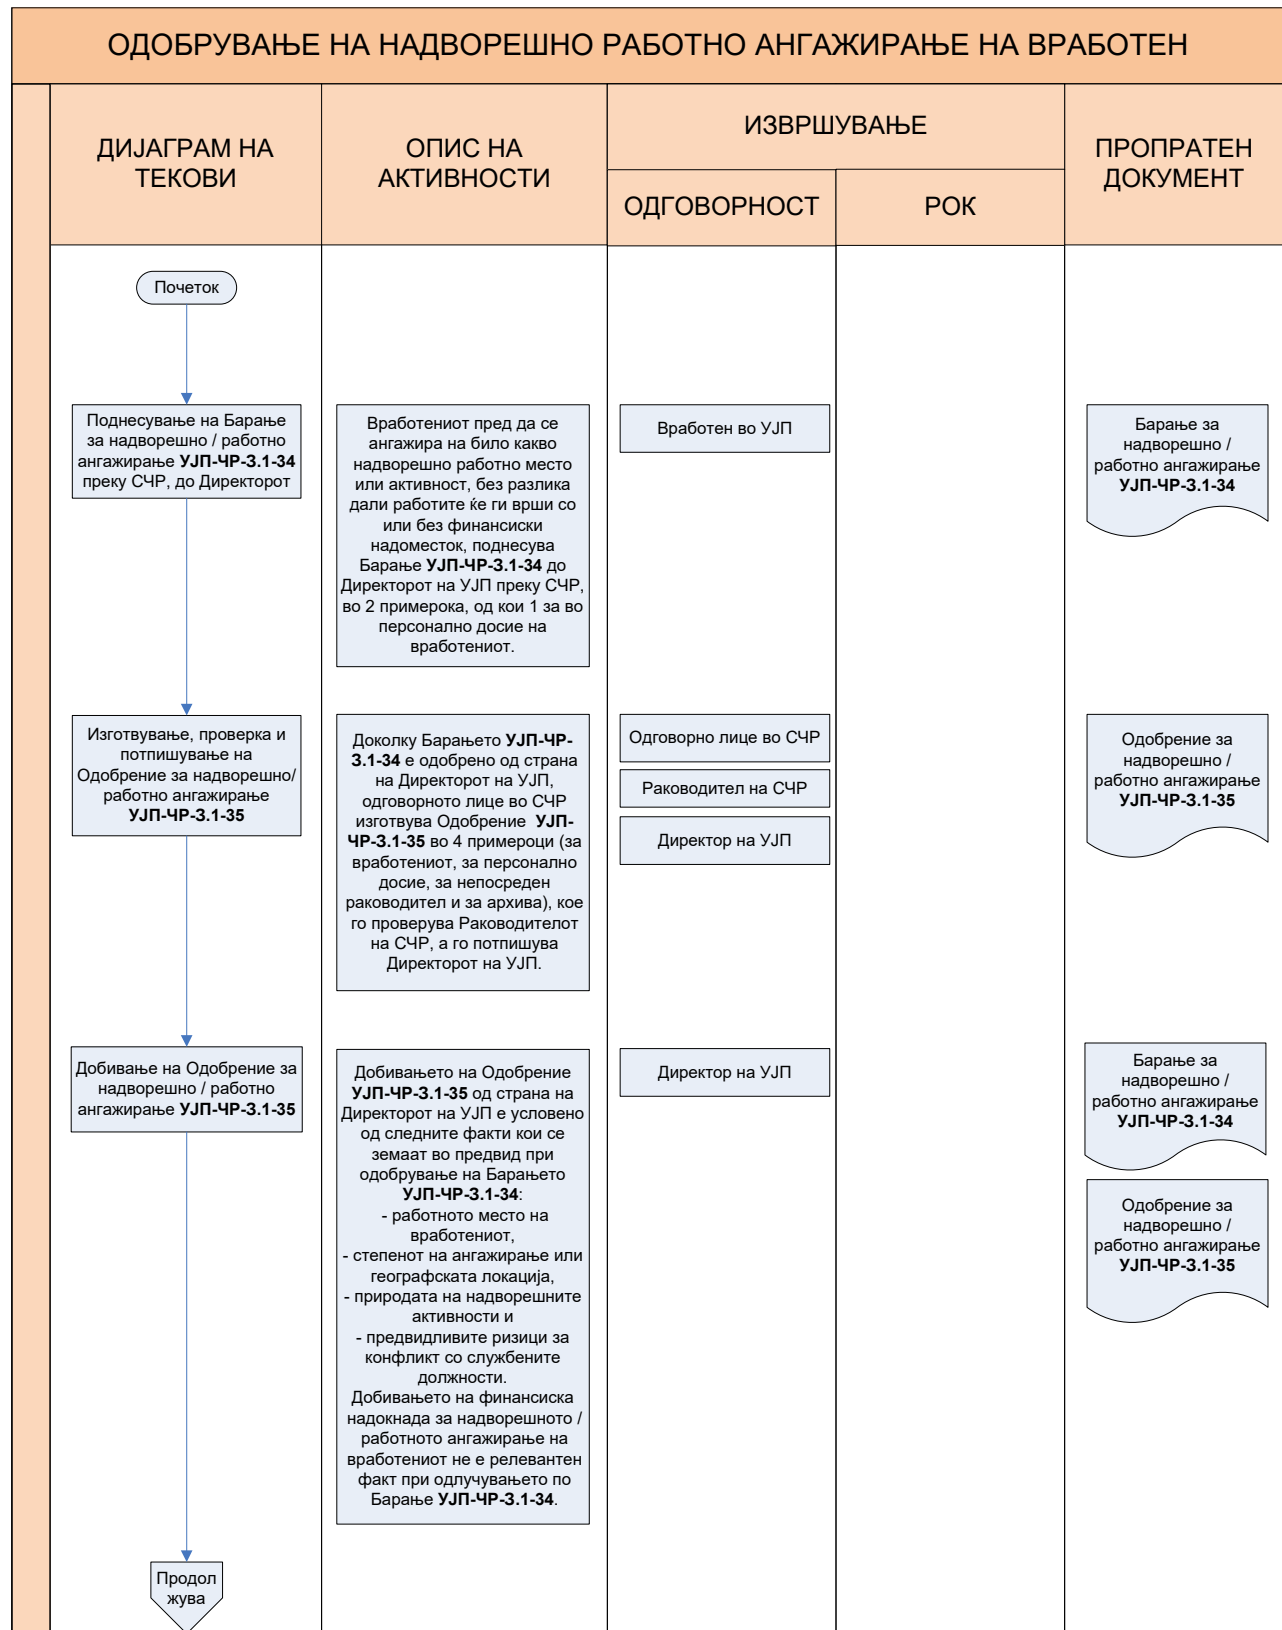 ОДОБРУВАЊЕ НА НАДВОРЕШНО РАБОТНО АНГАЖИРАЊЕ НА ВРАБОТЕН
ДИЈАГРАМ НА
ТЕКОВИ
ОПИС НА
АКТИВНОСТИ
ИЗВРШУВАЊЕ
ОДГОВОРНОСТ
РОК
ПРОПРАТЕН
ДОКУМЕНТ
Почеток
Поднесување на Барање
за надворешно / работно
ангажирање УЈП-ЧР-З.1-34
преку СЧР, до Директорот
Вработениот пред да се
ангажира на било какво
надворешно работно место
или активност, без разлика
дали работите ќе ги врши со
или без финансиски
надоместок, поднесува
Барање УЈП-ЧР-З.1-34 до
Директорот на УЈП преку СЧР,
во 2 примерока, од кои 1 за во
персонално досие на
вработениот.
Вработен во УЈП
Барање за
надворешно /
работно ангажирање
УЈП-ЧР-З.1-34
Изготвување, проверка и
потпишување на
Одобрение за надворешно/
работно ангажирање
УЈП-ЧР-З.1-35
Доколку Барањето УЈП-ЧР-
З.1-34 е одобрено од страна
на Директорот на УЈП,
одговорното лице во СЧР
изготвува Одобрение УЈП-
ЧР-З.1-35 во 4 примероци (за
вработениот, за персонално
досие, за непосреден
раководител и за архива), кое
го проверува Раководителот
на СЧР, а го потпишува
Директорот на УЈП.
Одговорно лице во СЧР
Раководител на СЧР
Директор на УЈП
Одобрение за
надворешно /
работно ангажирање
УЈП-ЧР-З.1-35
Добивање на Одобрение за
надворешно / работно
ангажирање УЈП-ЧР-З.1-35
Добивањето на Одобрение
УЈП-ЧР-З.1-35 од страна на
Директорот на УЈП е условено
од следните факти кои се
земаат во предвид при
одобрување на Барањето
УЈП-ЧР-З.1-34:
- работното место на
вработениот,
- степенот на ангажирање или
географската локација,
- природата на надворешните
активности и
- предвидливите ризици за
конфликт со службените
должности.
Добивањето на финансиска
надокнада за надворешното /
работното ангажирање на
вработениот не е релевантен
факт при одлучувањето по
Барање УЈП-ЧР-З.1-34.
Директор на УЈП
Барање за
надворешно /
работно ангажирање
УЈП-ЧР-З.1-34
Одобрение за
надворешно /
работно ангажирање
УЈП-ЧР-З.1-35
Продол
жува